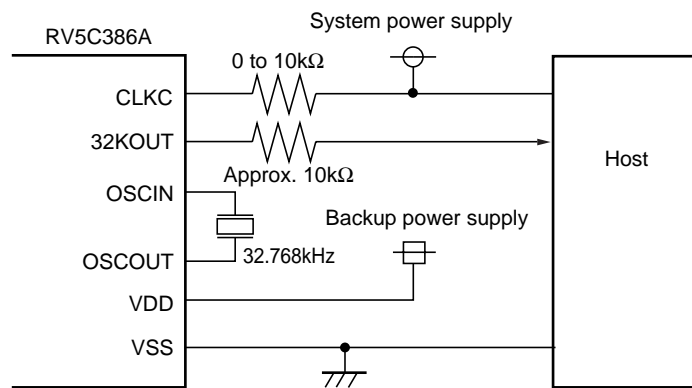 System power supply
RV5C386A
0 to 10kΩ
CLKC
32KOUT
Host
Approx. 10kΩ
OSCIN
Backup power supply
OSCOUT
32.768kHz
VDD
VSS